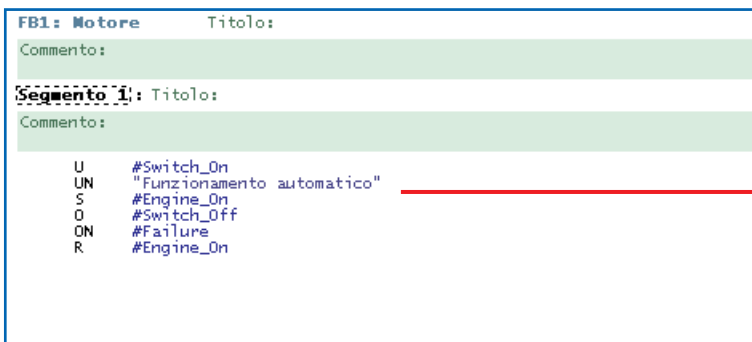 FB1: Motore Titolo:
Commento:
Segmento 1: Titolo:
Commento:
U #Switch_On
UN "Funzionamento automatico"
S #Engine_On
O #Switch_Off
ON #Failure
R #Engine_On